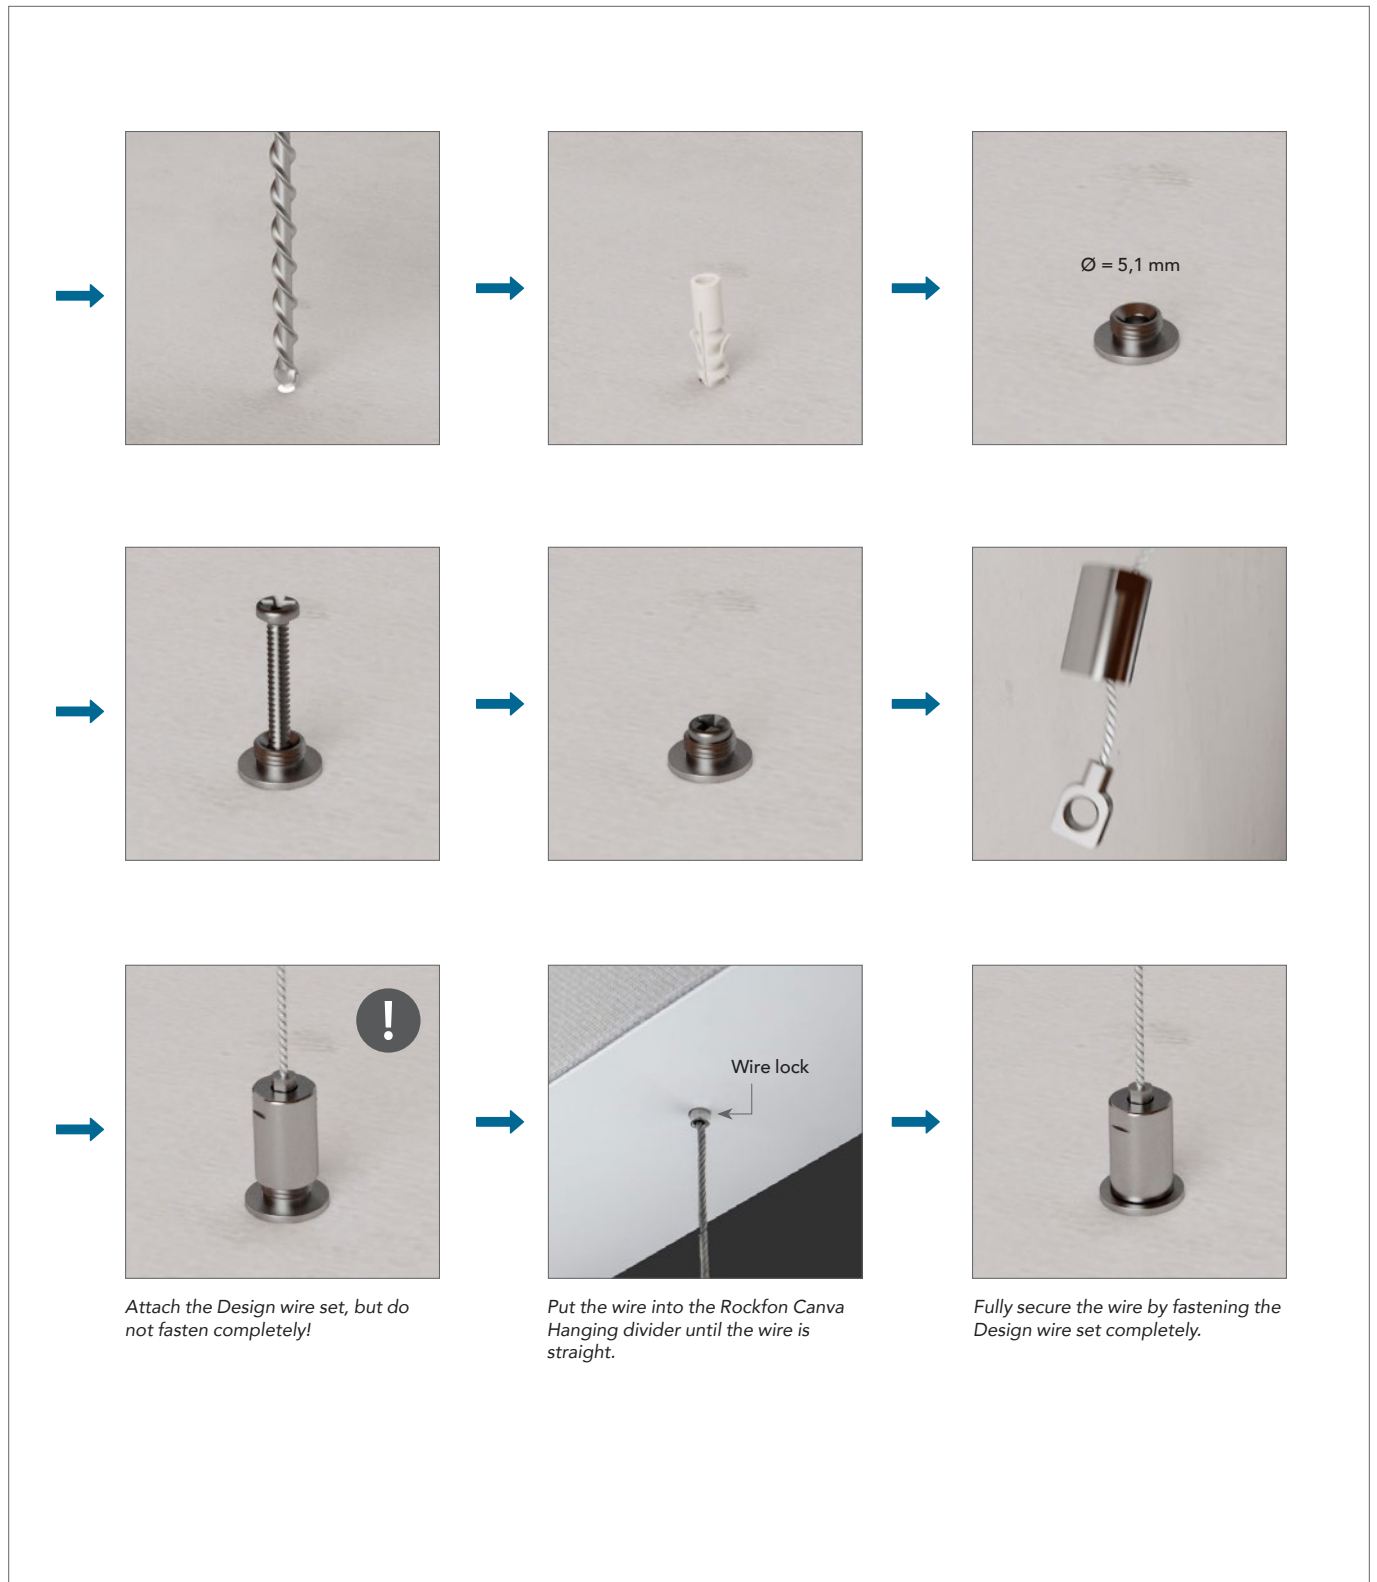 Ø = 5,1 mm
!
Wire lock
Attach the Design wire set, but do
not fasten completely!
Put the wire into the Rockfon Canva
Hanging divider until the wire is
straight.
Fully secure the wire by fastening the
Design wire set completely.